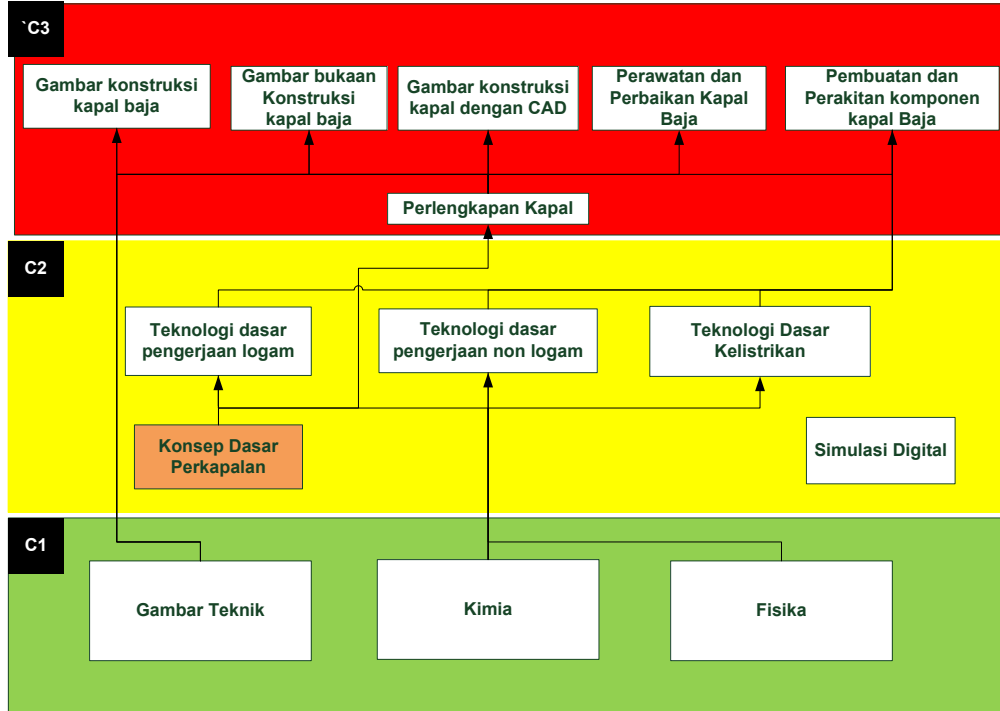 `C3
Gambar konstruksi
kapal baja
Gambar bukaan
Konstruksi
kapal baja
Gambar konstruksi
kapal dengan CAD
Perawatan dan
Perbaikan Kapal
Baja
Pembuatan dan
Perakitan komponen
kapal Baja
Perlengkapan Kapal
C2
Teknologi dasar
pengerjaan logam
Teknologi dasar
pengerjaan non logam
Teknologi Dasar
Kelistrikan
Konsep Dasar
Perkapalan
Simulasi Digital
C1
Gambar Teknik
Kimia
Fisika